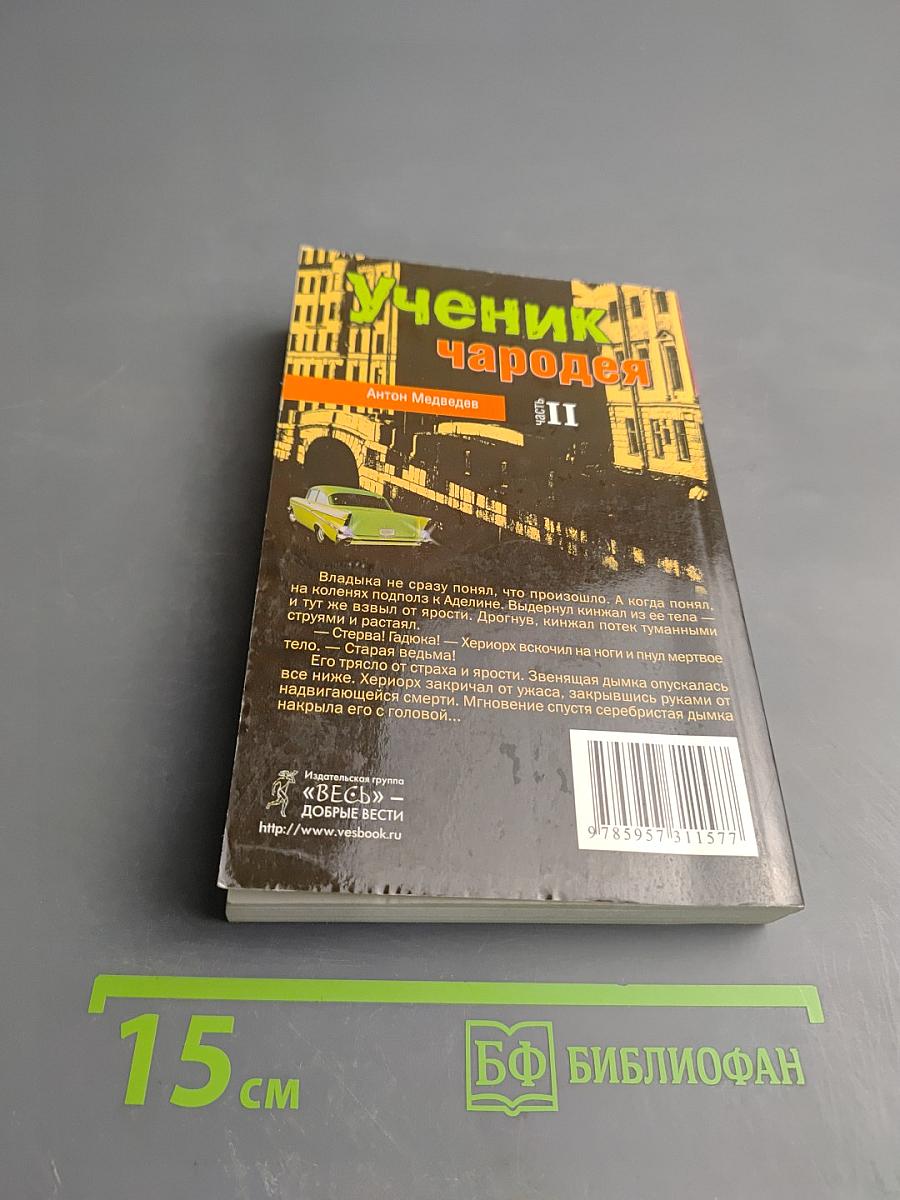 Ученик
чародея
Антон Медведев
часть II
Владыка не сразу понял, что произошло. А когда понял,
на коленях подполз к Аделине. Выдернул кинжал из ее тела —
и тут же взвыл от ярости. Дрогнув, кинжал потек туманными
струями и растаял.
— Стерва! Гадюка! — Хериорх вскочил на ноги и пнул мертвое
тело. — Старая ведьма!
Его трясло от страха и ярости. Звенящая дымка опускалась
все ниже. Хериорх закричал от ужаса, закрывшись руками от
надвигающейся смерти. Мгновение спустя серебристая дымка
накрыла его с головой...
Издательская группа
«ВЕСЬ» –
ДОБРЫЕ ВЕСТИ
http://www.vesbook.ru
9 785957 311577
15 см
БФ БИБЛИОФАН